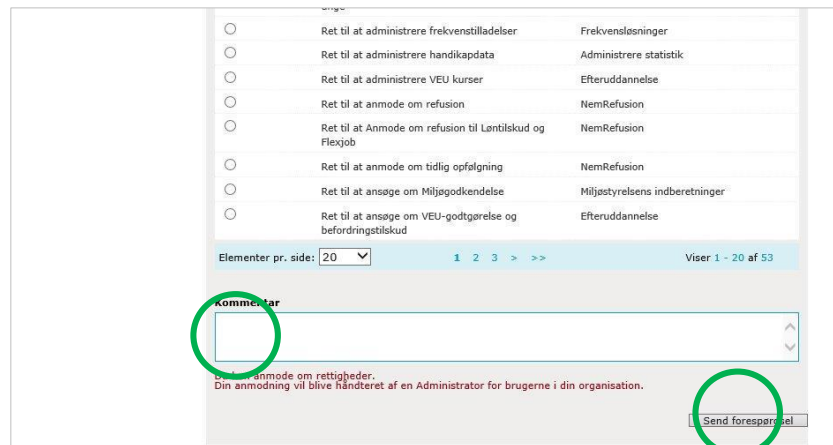 Ret til at administrere frekvenstilladelser Frekvensløsninger
Ret til at administrere handikapdata Administrere statistik
Ret til at administrere VEU kurser Efteruddannelse
Ret til at anmode om refusion NemRefusion
Ret til at Anmode om refusion til Løntilskud og NemRefusion
Flexjob
Ret til at anmode om tidlig opfølgning NemRefusion
Ret til at ansøge om Miljøgodkendelse Miljøstyrelsens indberetninger
Ret til at ansøge om VEU-godtgørelse og Efteruddannelse
befordringstilskud
Elementer pr. side: 20 1 2 3 > >> Viser 1 - 20 af 53
Kommentar
anmode om rettigheder.
Din anmodning vil blive håndteret af en Administrator for brugerne i din organisation.
Send forespørgsel